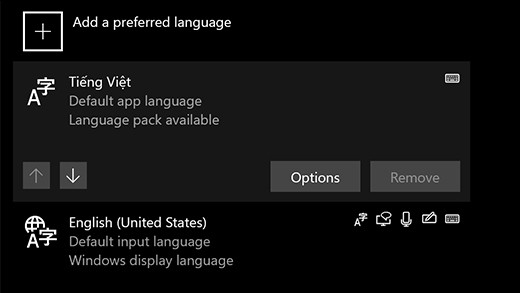 Add a preferred language
Tiếng Việt
Default app language
Language pack available
Options Remove
English (United States)
Default input language
Windows display language